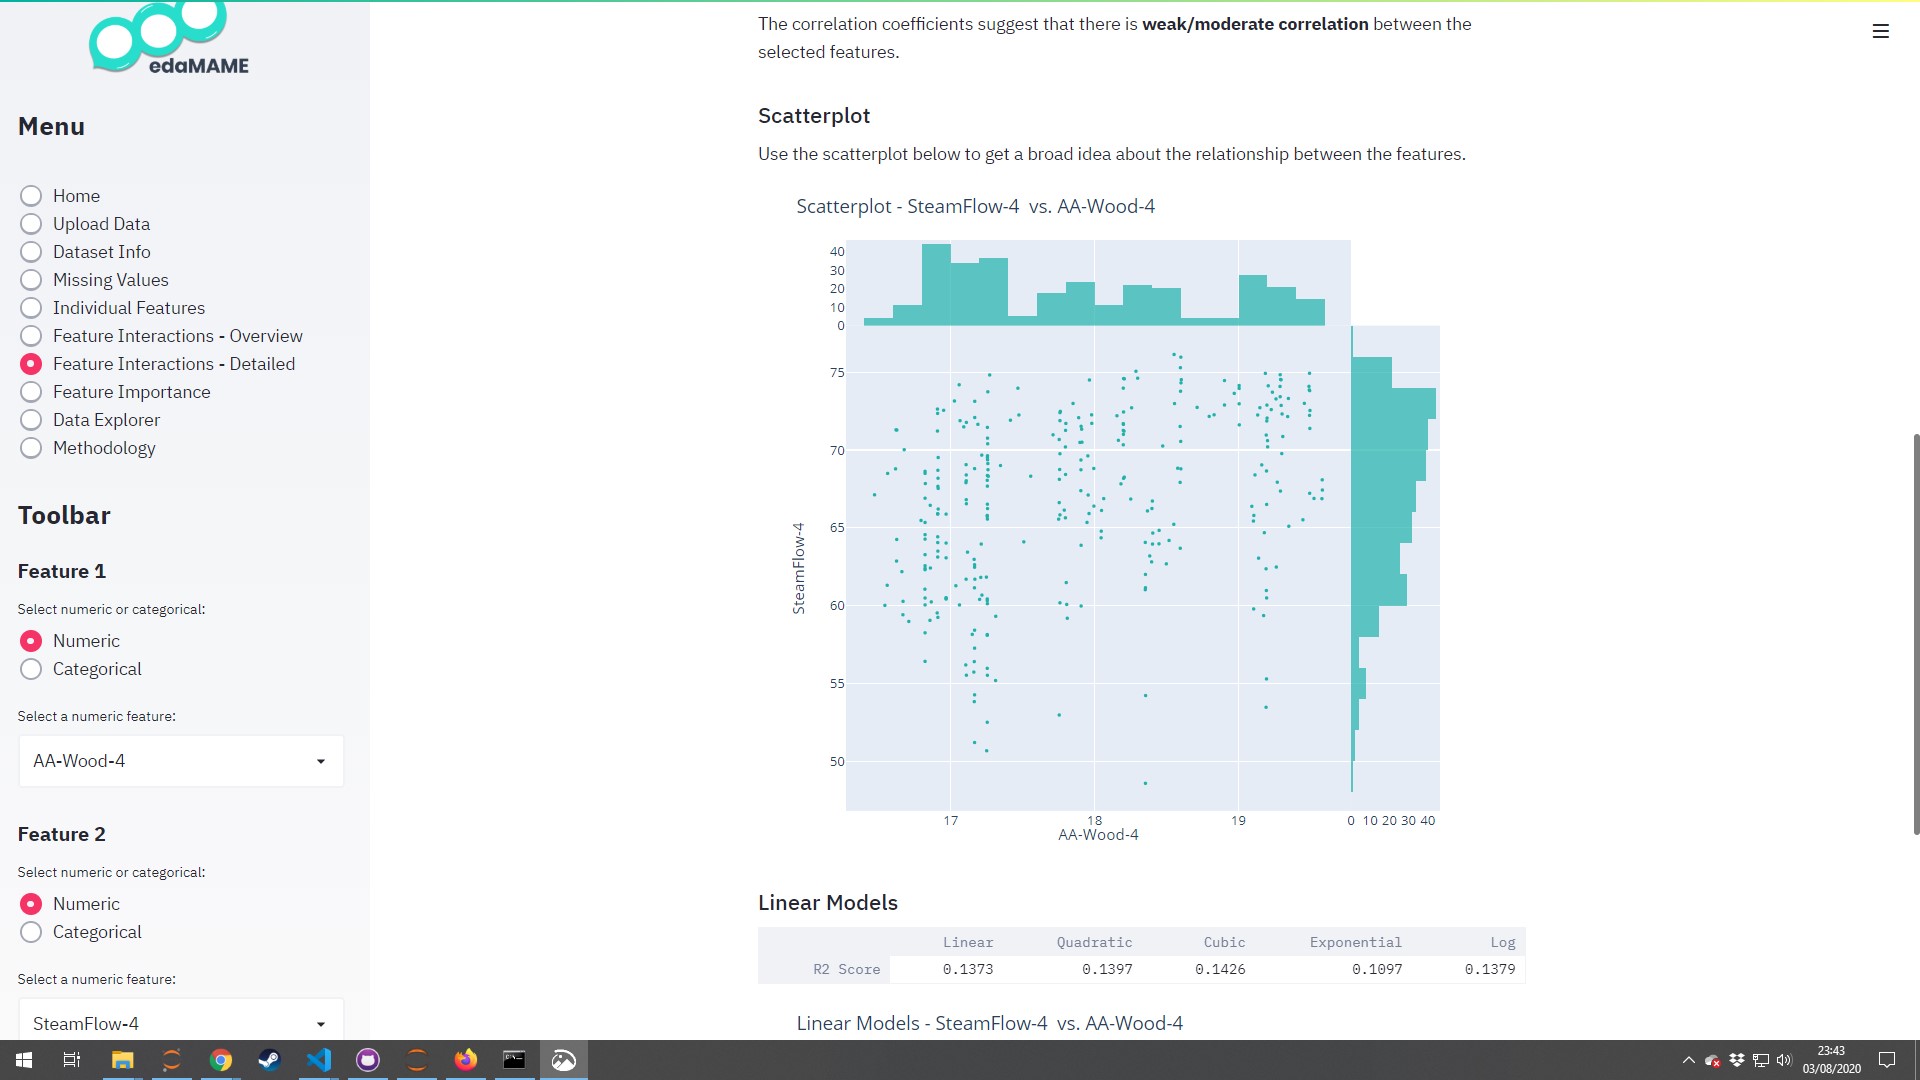 edaMAME
Menu
Home
Upload Data
Dataset Info
Missing Values
Individual Features
Feature Interactions - Overview
Feature Interactions - Detailed
Feature Importance
Data Explorer
Methodology
Toolbar
Feature 1
Select numeric or categorical:
Numeric
Categorical
Select a numeric feature:
AA-Wood-4
Feature 2
Select numeric or categorical:
Numeric
Categorical
Select a numeric feature:
SteamFlow-4
The correlation coefficients suggest that there is weak/moderate correlation between the
selected features.
Scatterplot
Use the scatterplot below to get a broad idea about the relationship between the features.
Scatterplot - SteamFlow-4 vs. AA-Wood-4
40
30
20
10
0
75
70
65
60
55
50
SteamFlow-4
17 18 19 0 10 20 30 40
AA-Wood-4
Linear Models
Linear Quadratic Cubic Exponential Log
R2 Score 0.1373 0.1397 0.1426 0.1097 0.1379
Linear Models - SteamFlow-4 vs. AA-Wood-4
23:43
03/08/2020